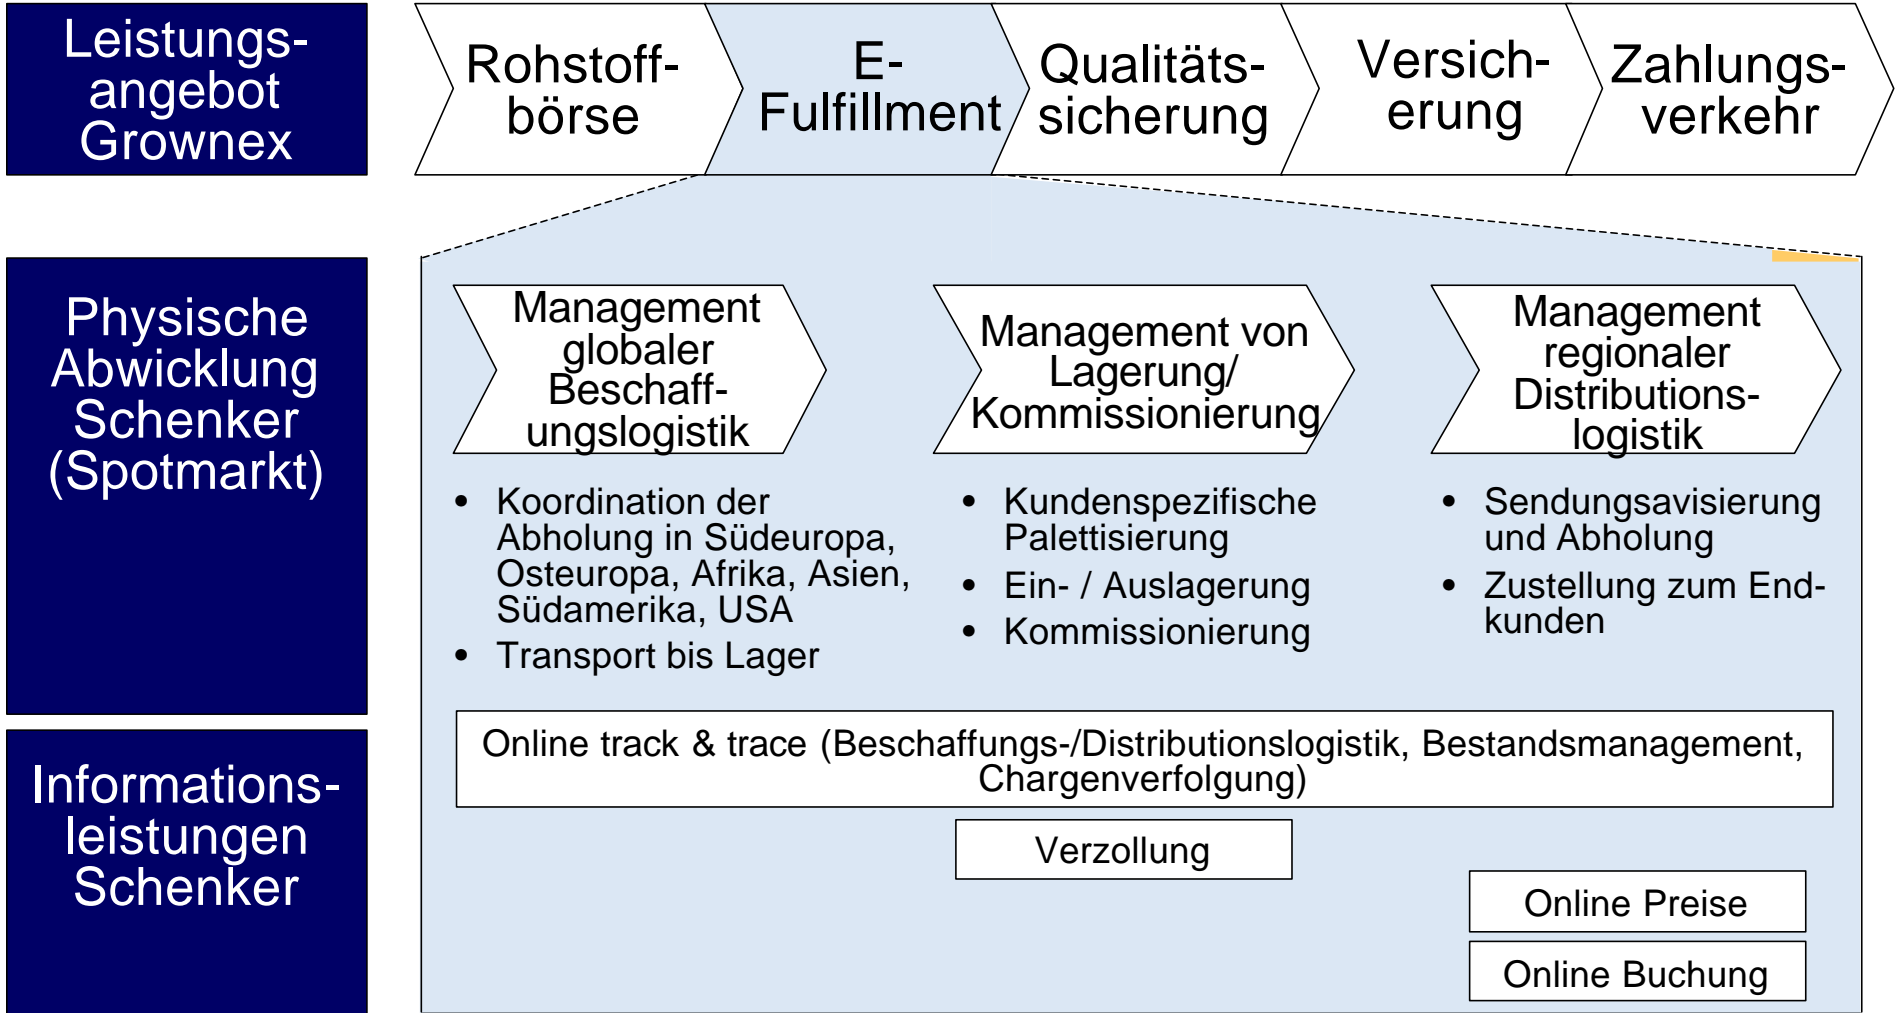 Leistungs-
angebot
Grownex
Rohstoff-
börse
E-
Fulfillment
Qualitäts-
sicherung
Versich-
erung
Zahlungs-
verkehr
Physische
Abwicklung
Schenker
(Spotmarkt)
Management
globaler
Beschaff-
ungslogistik
Management von
Lagerung/
Kommissionierung
Management
regionaler
Distributions-
logistik
• Koordination der
Abholung in Südeuropa,
Osteuropa, Afrika, Asien,
Südamerika, USA
• Transport bis Lager
• Kundenspezifische
Palettisierung
• Ein- / Auslagerung
• Kommissionierung
• Sendungsavisierung
und Abholung
• Zustellung zum End-
kunden
Informations-
leistungen
Schenker
Online track & trace (Beschaffungs-/Distributionslogistik, Bestandsmanagement,
Chargenverfolgung)
Verzollung
Online Preise
Online Buchung